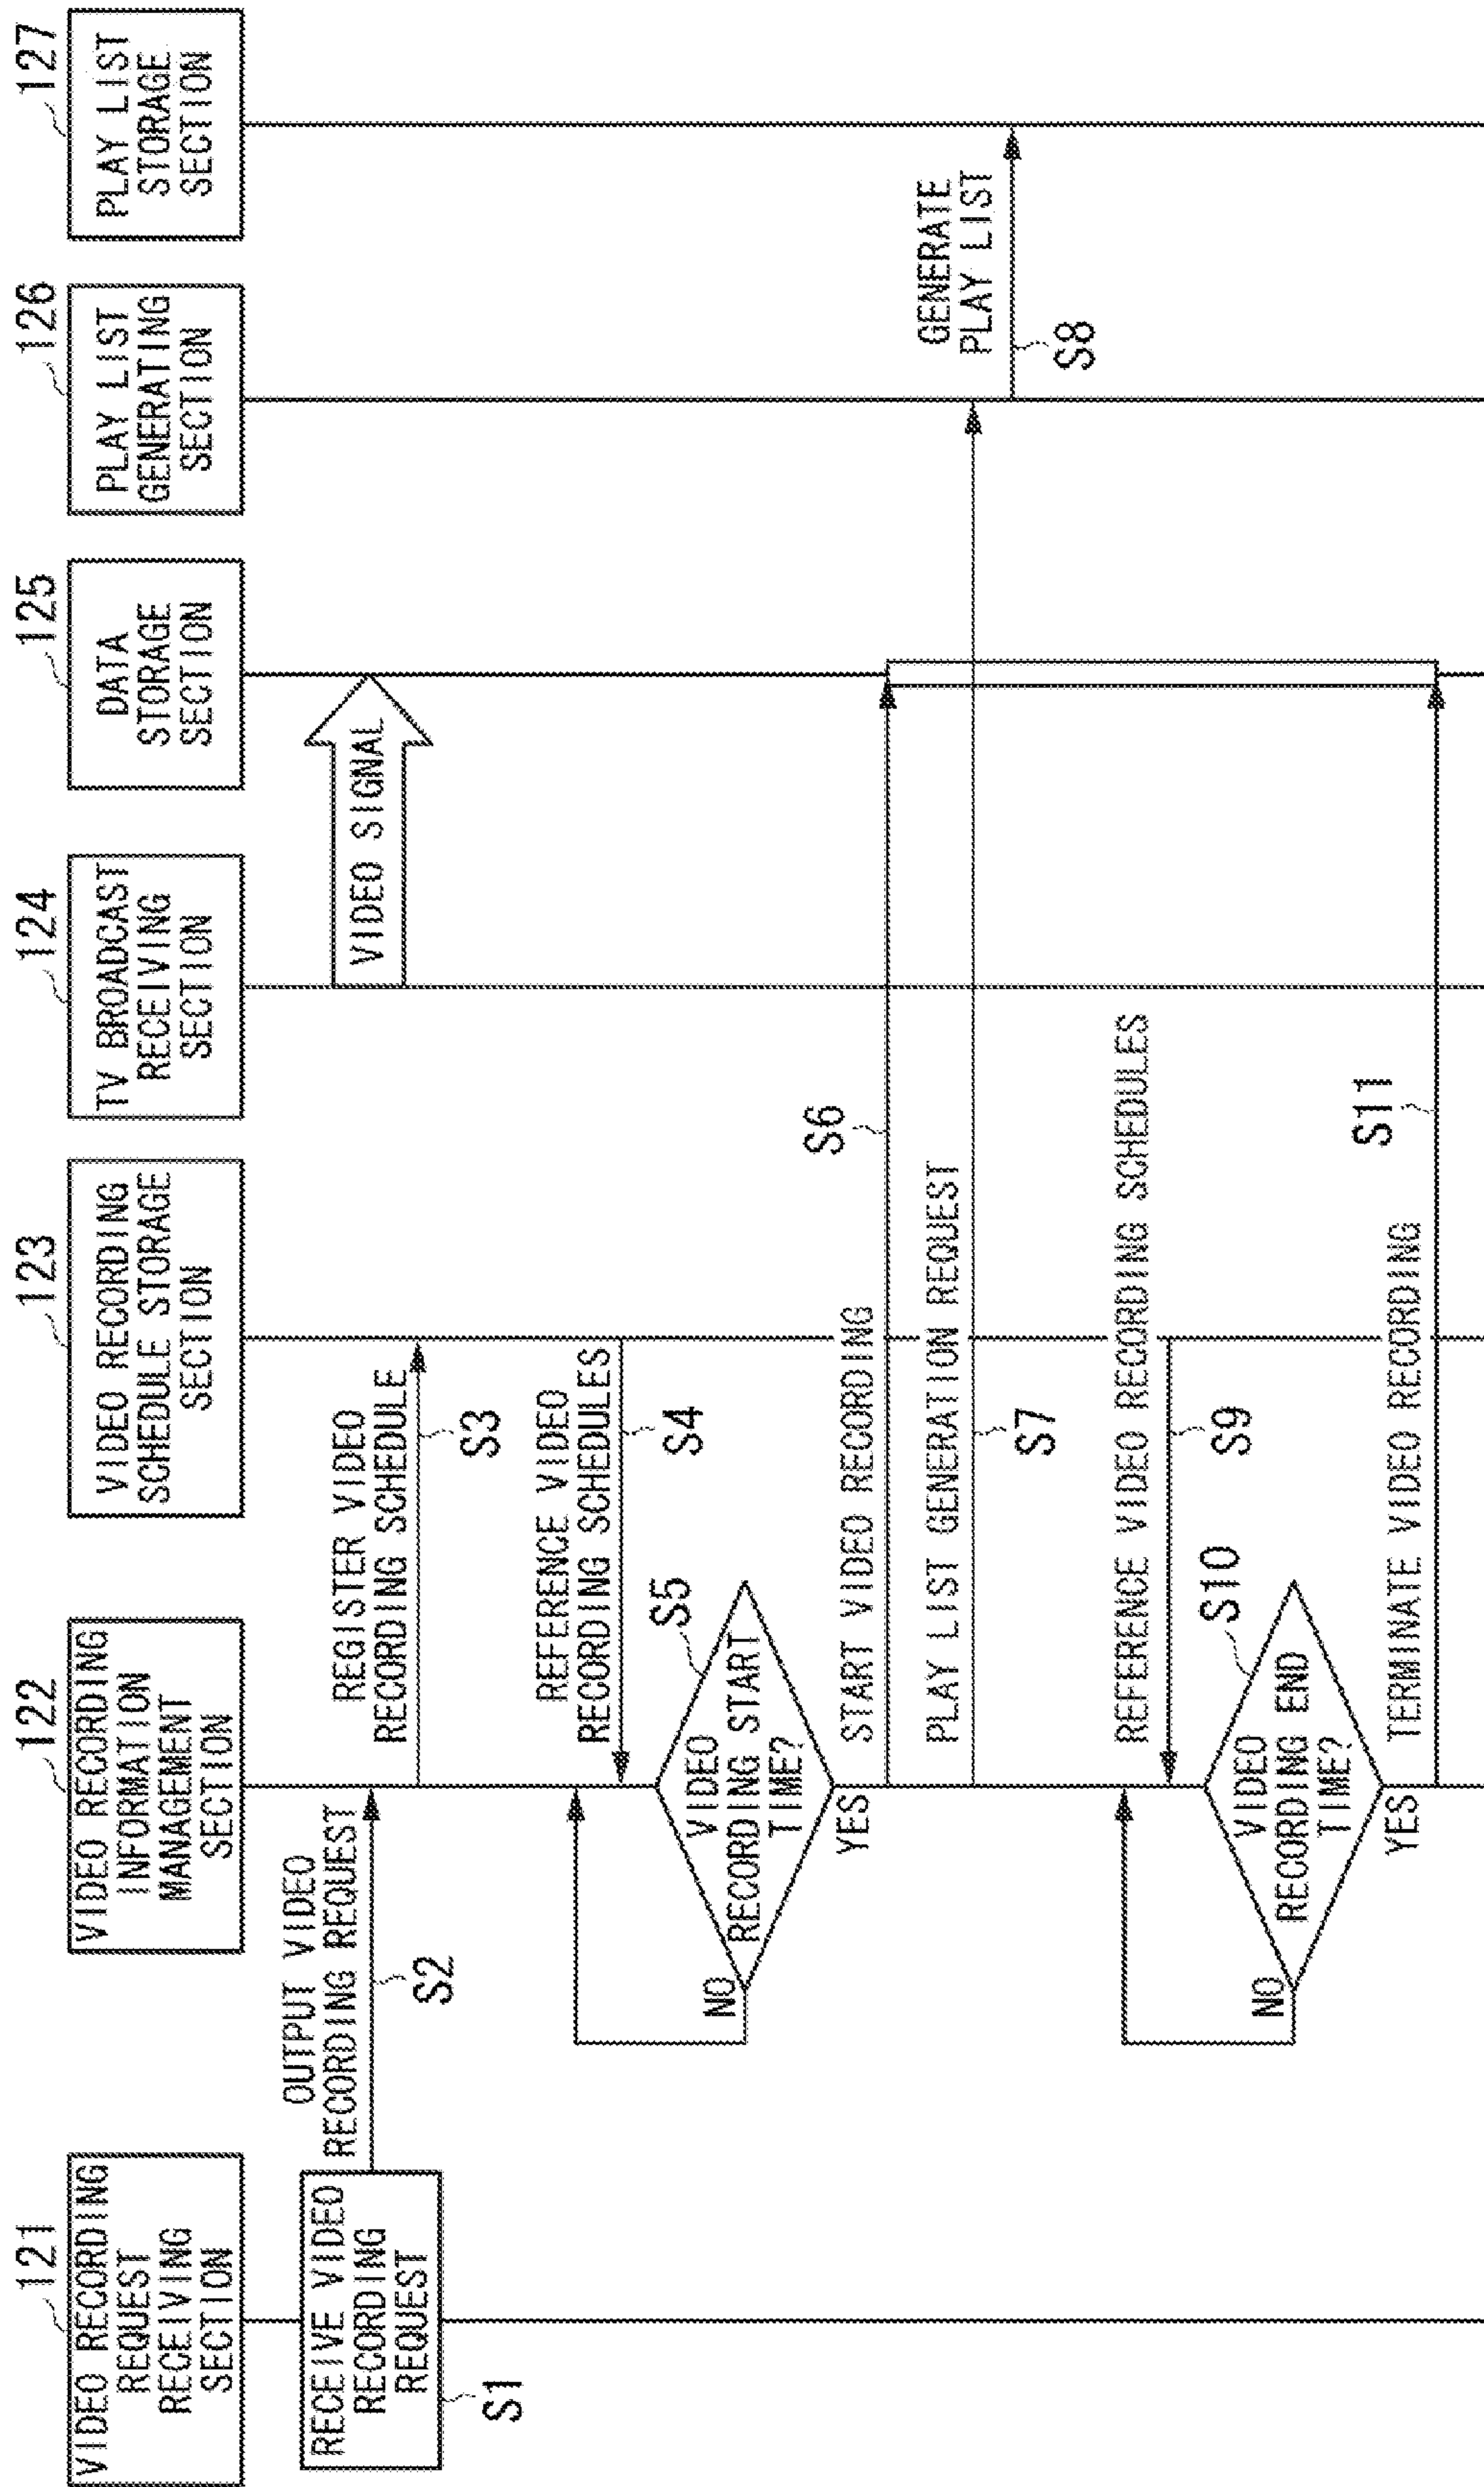 121
VIDEO RECORDING
REQUEST
RECEIVING
SECTION
122
VIDEO RECORDING
INFORMATION
MANAGEMENT
SECTION
123
VIDEO RECORDING
SCHEDULE STORAGE
SECTION
124
TV BROADCAST
RECEIVING
SECTION
125
DATA
STORAGE
SECTION
126
PLAY LIST
GENERATING
SECTION
127
PLAY LIST
STORAGE
SECTION
RECEIVE VIDEO
RECORDING
REQUEST
S1
OUTPUT VIDEO
RECORDING REQUEST
S2
REGISTER VIDEO
RECORDING SCHEDULE
S3
VIDEO SIGNAL
REFERENCE VIDEO
RECORDING SCHEDULES
S4
S5
VIDEO
RECORDING START
TIME?
NO
YES
START VIDEO RECORDING
S6
PLAY LIST GENERATION REQUEST
S7
GENERATE
PLAY LIST
S8
REFERENCE VIDEO RECORDING SCHEDULES
S9
S10
VIDEO
RECORDING END
TIME?
NO
YES
TERMINATE VIDEO RECORDING
S11